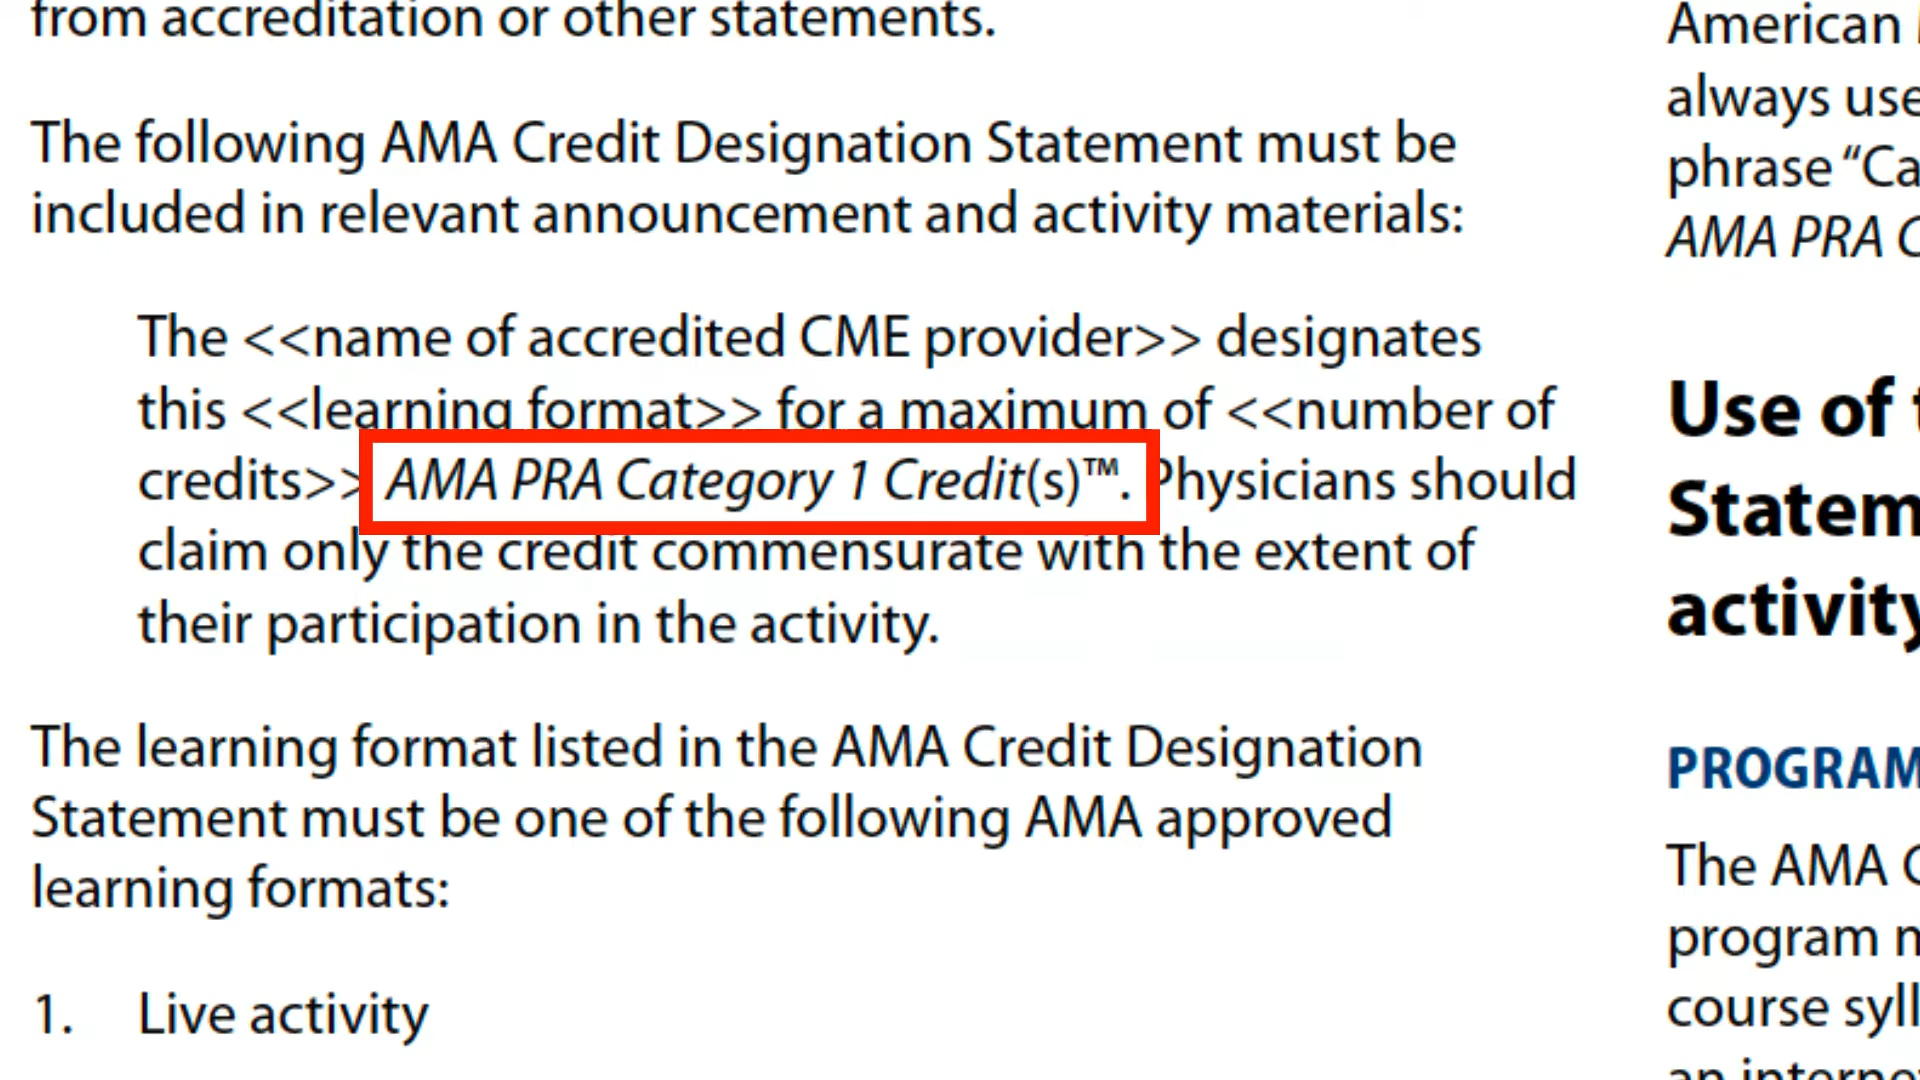 from accreditation or other statements.
The following AMA Credit Designation Statement must be
included in relevant announcement and activity materials:
The <<name of accredited CME provider>> designates
this <<learning format>> for a maximum of <<number of
credits>> AMA PRA Category 1 Credit(s)™. Physicians should
claim only the credit commensurate with the extent of
their participation in the activity.
The learning format listed in the AMA Credit Designation
Statement must be one of the following AMA approved
learning formats:
1. Live activity
American
always use
phrase “Ca
AMA PRA C
Use of
Statem
activity
PROGRAM
The AMA C
program
course syll
an interne